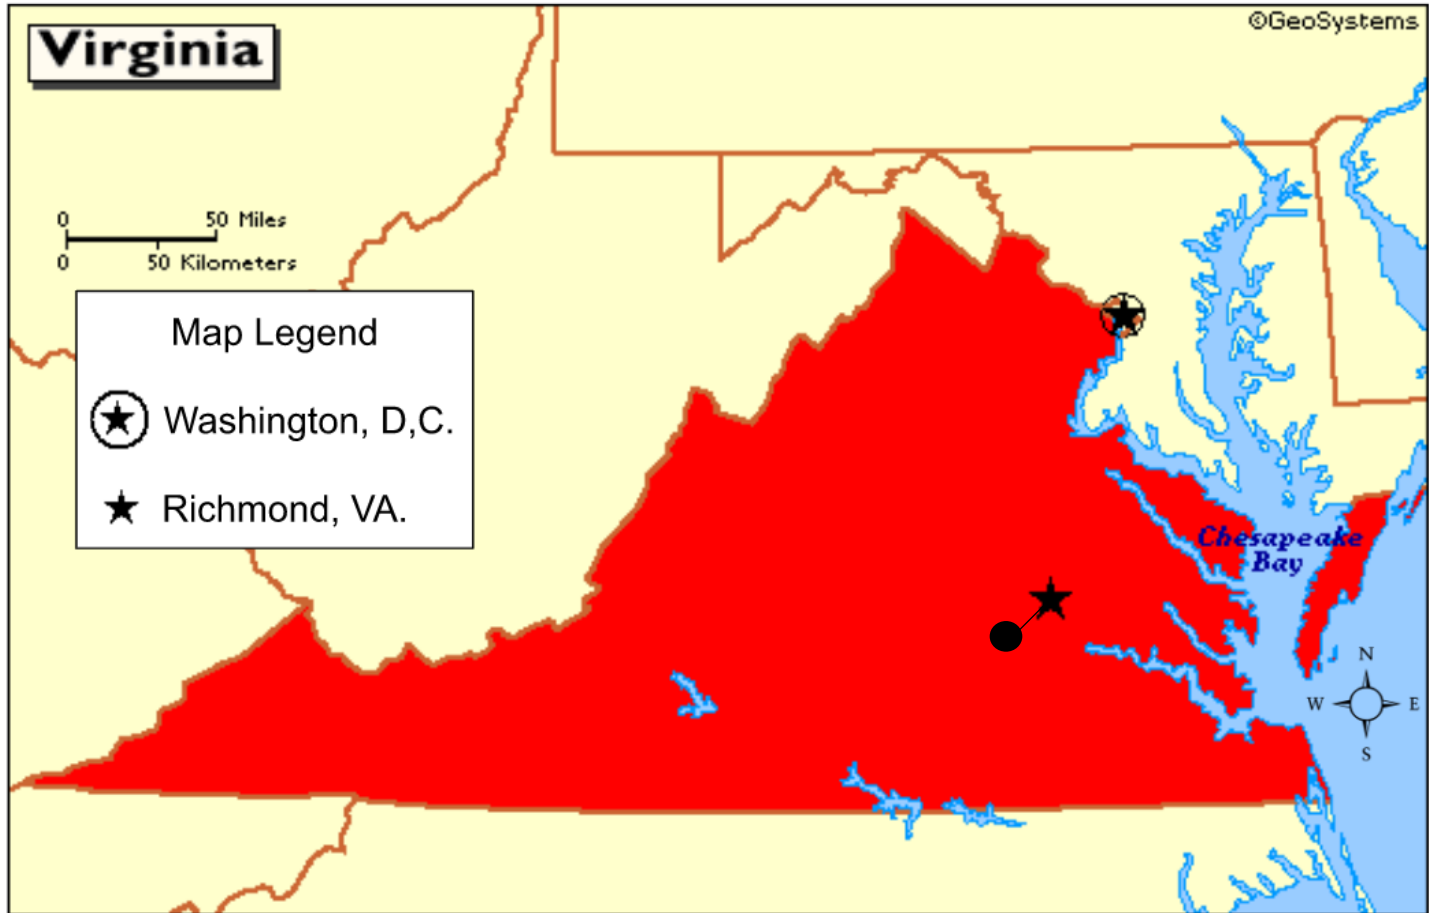 Virginia
©GeoSystems
0 50 Miles
0 50 Kilometers
Map Legend
Washington, D,C.
Richmond, VA.
Chesapeake
Bay
N
W E
S